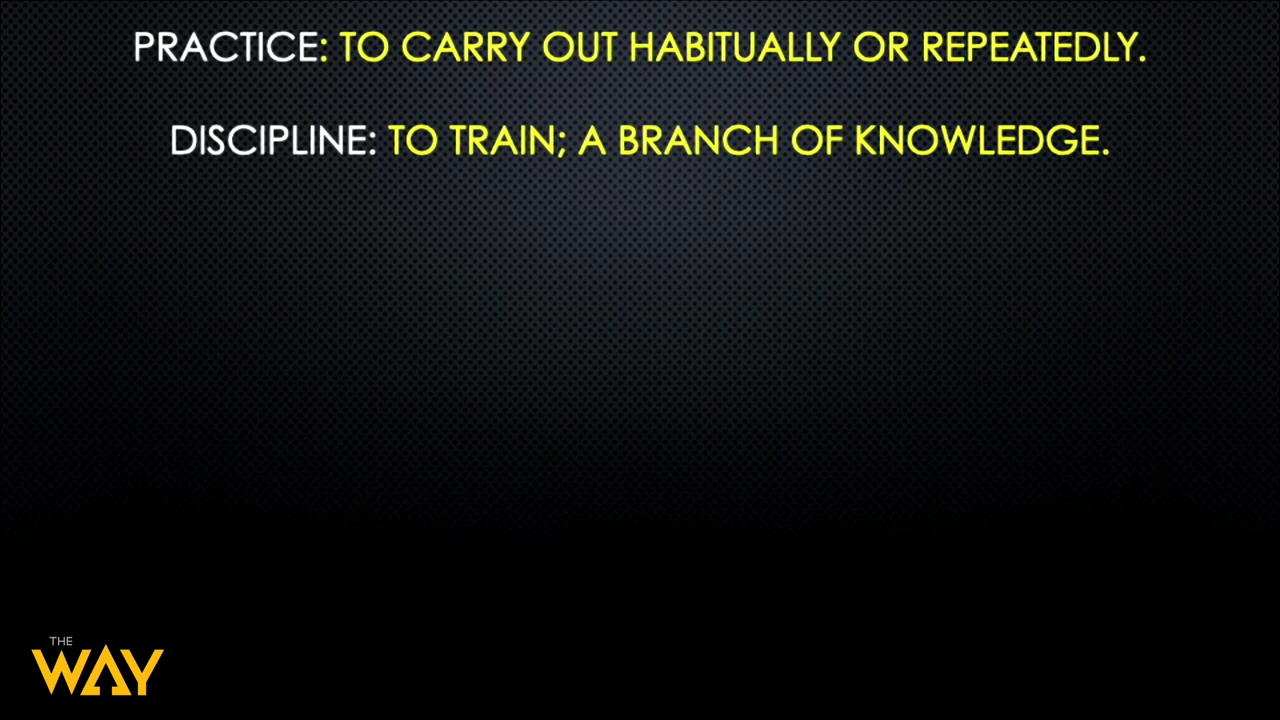 PRACTICE: TO CARRY OUT HABITUALLY OR REPEATEDLY.
DISCIPLINE: TO TRAIN; A BRANCH OF KNOWLEDGE.
THE
WAY